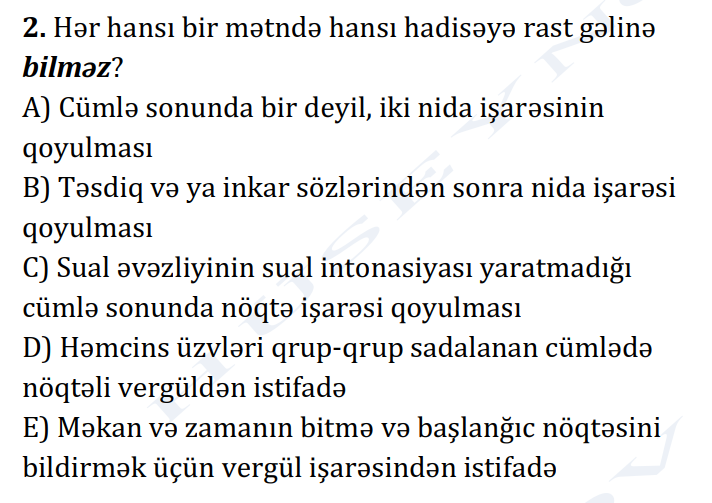 2. Hər hansı bir mətndə hansı hadisəyə rast gəlinə
bilməz?
A) Cümlə sonunda bir deyil, iki nida işarəsinin
qoyulması
B) Təsdiq və ya inkar sözlərindən sonra nida işarəsi
qoyulması
C) Sual əvəzliyinin sual intonasiyası yaratmadığı
cümlə sonunda nöqtə işarəsi qoyulması
D) Həmcins üzvləri qrup-qrup sadalanan cümlədə
nöqtəli vergüldən istifadə
E) Məkan və zamanın bitmə və başlanğıc nöqtəsini
bildirmək üçün vergül işarəsindən istifadə